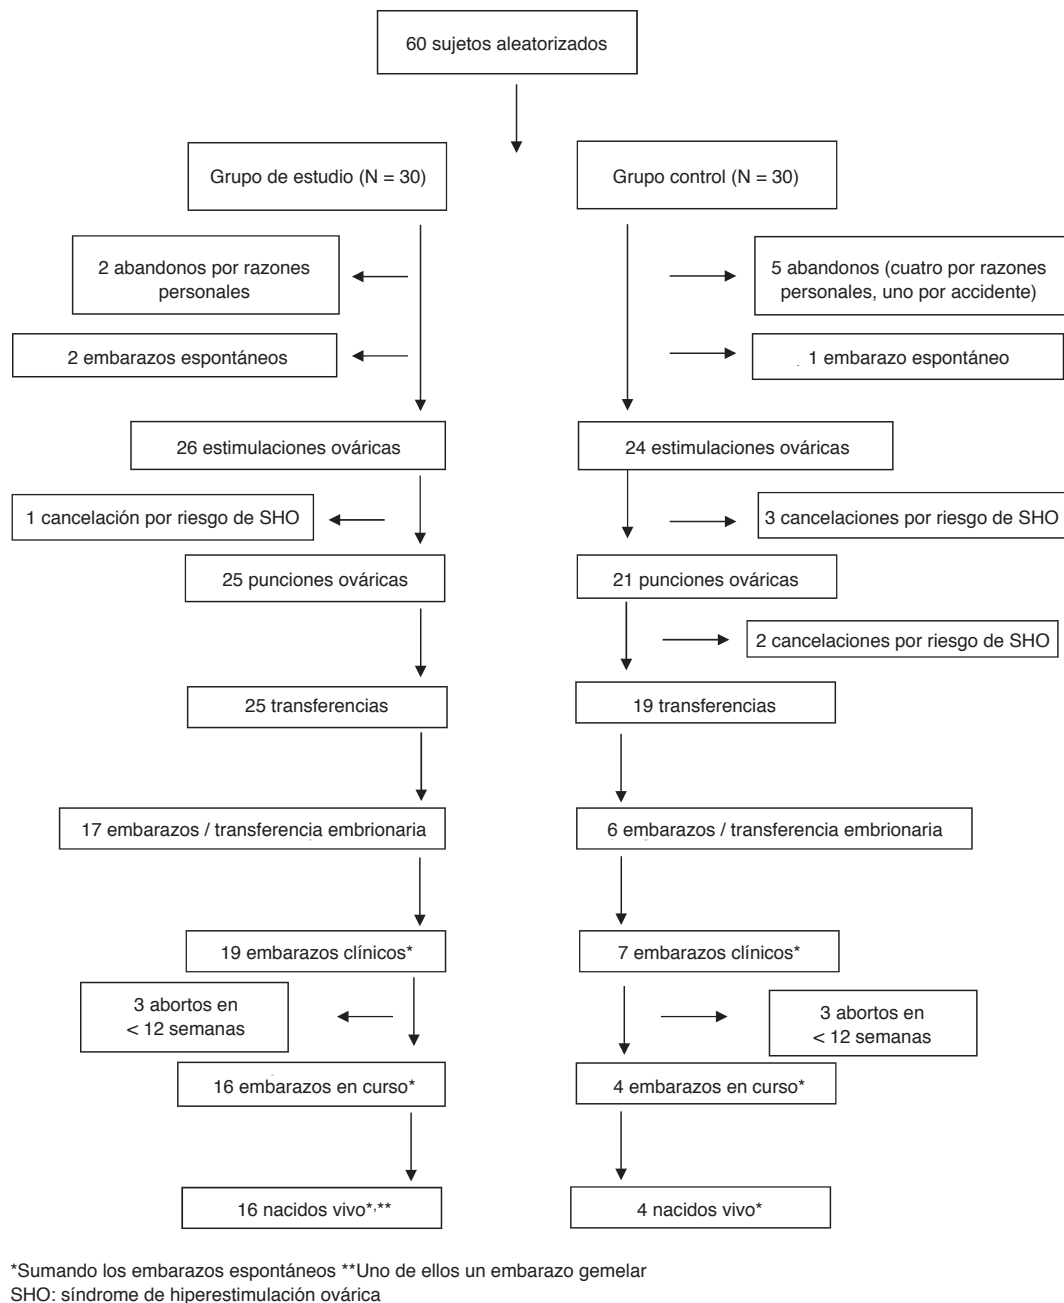 60 sujetos aleatorizados
Grupo de estudio (N = 30)
Grupo control (N = 30)
2 abandonos por razones
personales
5 abandonos (cuatro por razones
personales, uno por accidente)
2 embarazos espontáneos
1 embarazo espontáneo
26 estimulaciones ováricas
24 estimulaciones ováricas
1 cancelación por riesgo de SHO
3 cancelaciones por riesgo de SHO
25 punciones ováricas
21 punciones ováricas
2 cancelaciones por riesgo de SHO
25 transferencias
19 transferencias
17 embarazos / transferencia embrionaria
6 embarazos / transferencia embrionaria
19 embarazos clínicos*
7 embarazos clínicos*
3 abortos en
< 12 semanas
3 abortos en
< 12 semanas
16 embarazos en curso*
4 embarazos en curso*
16 nacidos vivo*,**
4 nacidos vivo*
*Sumando los embarazos espontáneos **Uno de ellos un embarazo gemelar
SHO: síndrome de hiperestimulación ovárica